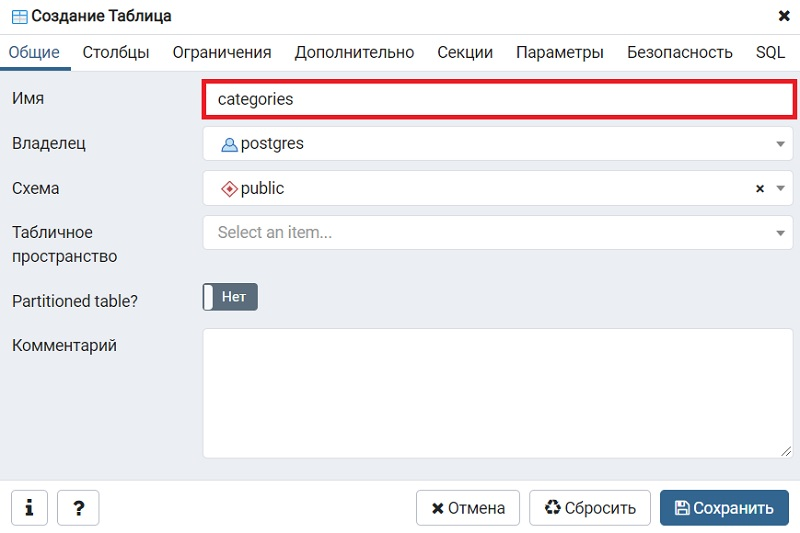 Создание Таблица
Общие Столбцы Ограничения Дополнительно Секции Параметры Безопасность SQL
Имя categories
Владелец postgres
Схема public
Табличное пространство Select an item...
Partitioned table? Нет
Комментарий
Отмена Сбросить Сохранить